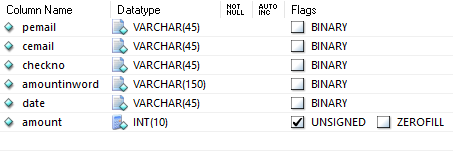 Column Name Datatype NOT NULL AUTO INC Flags
pemail VARCHAR(45) BINARY
cemail VARCHAR(45) BINARY
checkno VARCHAR(45) BINARY
amountinword VARCHAR(150) BINARY
date VARCHAR(45) BINARY
amount INT(10) UNSIGNED ZEROFILL